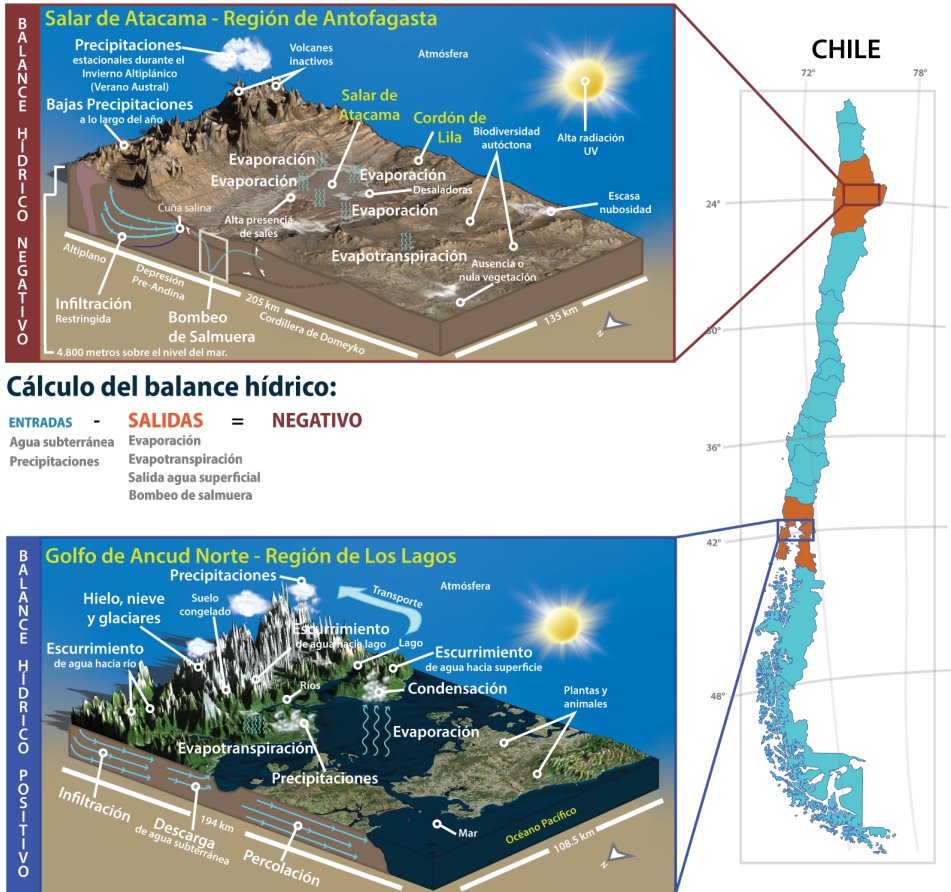 BALANCE HÍDRICO NEGATIVO
Salar de Atacama - Región de Antofagasta
Precipitaciones
estacionales durante el
Invierno Altiplánico
(Verano Austral)
Volcanes
inactivos
Atmósfera
Bajas Precipitaciones
a lo largo del año
Salar de
Atacama
Cordón de
Lila
Biodiversidad
autóctona
Alta radiación
UV
Evaporación
Evaporación
Evaporación
Desaladoras
Evaporación
Escasa
nubosidad
Cuña salina
Alta presencia
de sales
Evapotranspiración
Ausencia o
nula vegetación
Altiplano
Depresión
Pre-Andina
205 km
Cordillera de Domeyko
135 km
N
Infiltración
Restringida
Bombeo
de Salmuera
4.800 metros sobre el nivel del mar.
Cálculo del balance hídrico:
ENTRADAS - SALIDAS = NEGATIVO
Agua subterránea
Precipitaciones
Evaporación
Evapotranspiración
Salida agua superficial
Bombeo de salmuera
BALANCE HÍDRICO POSITIVO
Golfo de Ancud Norte - Región de Los Lagos
Precipitaciones
Atmósfera
Transporte
Hielo, nieve
y glaciares
Suelo
congelado
Escurrimiento
de agua hacia lago
Lago
Escurrimiento
de agua hacia río
Escurrimiento
de agua hacia superficie
Ríos
Condensación
Plantas y
animales
Evapotranspiración
Evaporación
Precipitaciones
Infiltración
Descarga
de agua subterránea
194 km
Percolación
Mar
Océano Pacífico
108.5 km
N
CHILE
72°
78°
24°
30°
36°
42°
48°